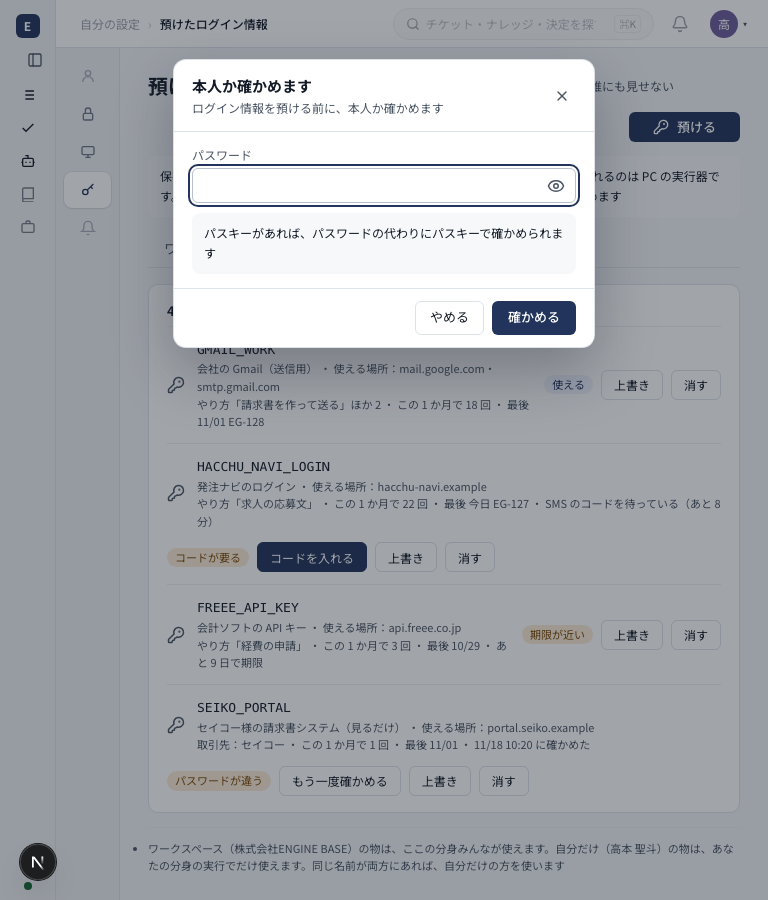 E
自分の設定 › 預けたログイン情報
チケット・ナレッジ・決定を探
⌘K
高
本人か確かめます
ログイン情報を預ける前に、本人か確かめます
パスワード
パスキーがあれば、パスワードの代わりにパスキーで確かめられま
す
やめる
確かめる
預
誰にも見せない
預ける
保
れるのは PC の実行器で
す。
ます
ワ
4
GMAIL_WORK
会社の Gmail（送信用） ・ 使える場所：mail.google.com・
smtp.gmail.com
やり方「請求書を作って送る」ほか 2 ・ この 1 か月で 18 回 ・ 最後
11/01 EG-128
使える
上書き
消す
HACCHU_NAVI_LOGIN
発注ナビのログイン ・ 使える場所：hacchu-navi.example
やり方「求人の応募文」 ・ この 1 か月で 22 回 ・ 最後 今日 EG-127 ・ SMS のコードを待っている（あと 8
分）
コードが要る
コードを入れる
上書き
消す
FREEE_API_KEY
会計ソフトの API キー ・ 使える場所：api.freee.co.jp
やり方「経費の申請」 ・ この 1 か月で 3 回 ・ 最後 10/29 ・ あ
と 9 日で期限
期限が近い
上書き
消す
SEIKO_PORTAL
セイコー様の請求書システム（見るだけ） ・ 使える場所：portal.seiko.example
取引先：セイコー ・ この 1 か月で 1 回 ・ 最後 11/01 ・ 11/18 10:20 に確かめた
パスワードが違う
もう一度確かめる
上書き
消す
• ワークスペース（株式会社ENGINE BASE）の物は、ここの分身みんなが使えます。自分だけ（高本 聖斗）の物は、あな
たの分身の実行でだけ使えます。同じ名前が両方にあれば、自分だけの方を使います
N